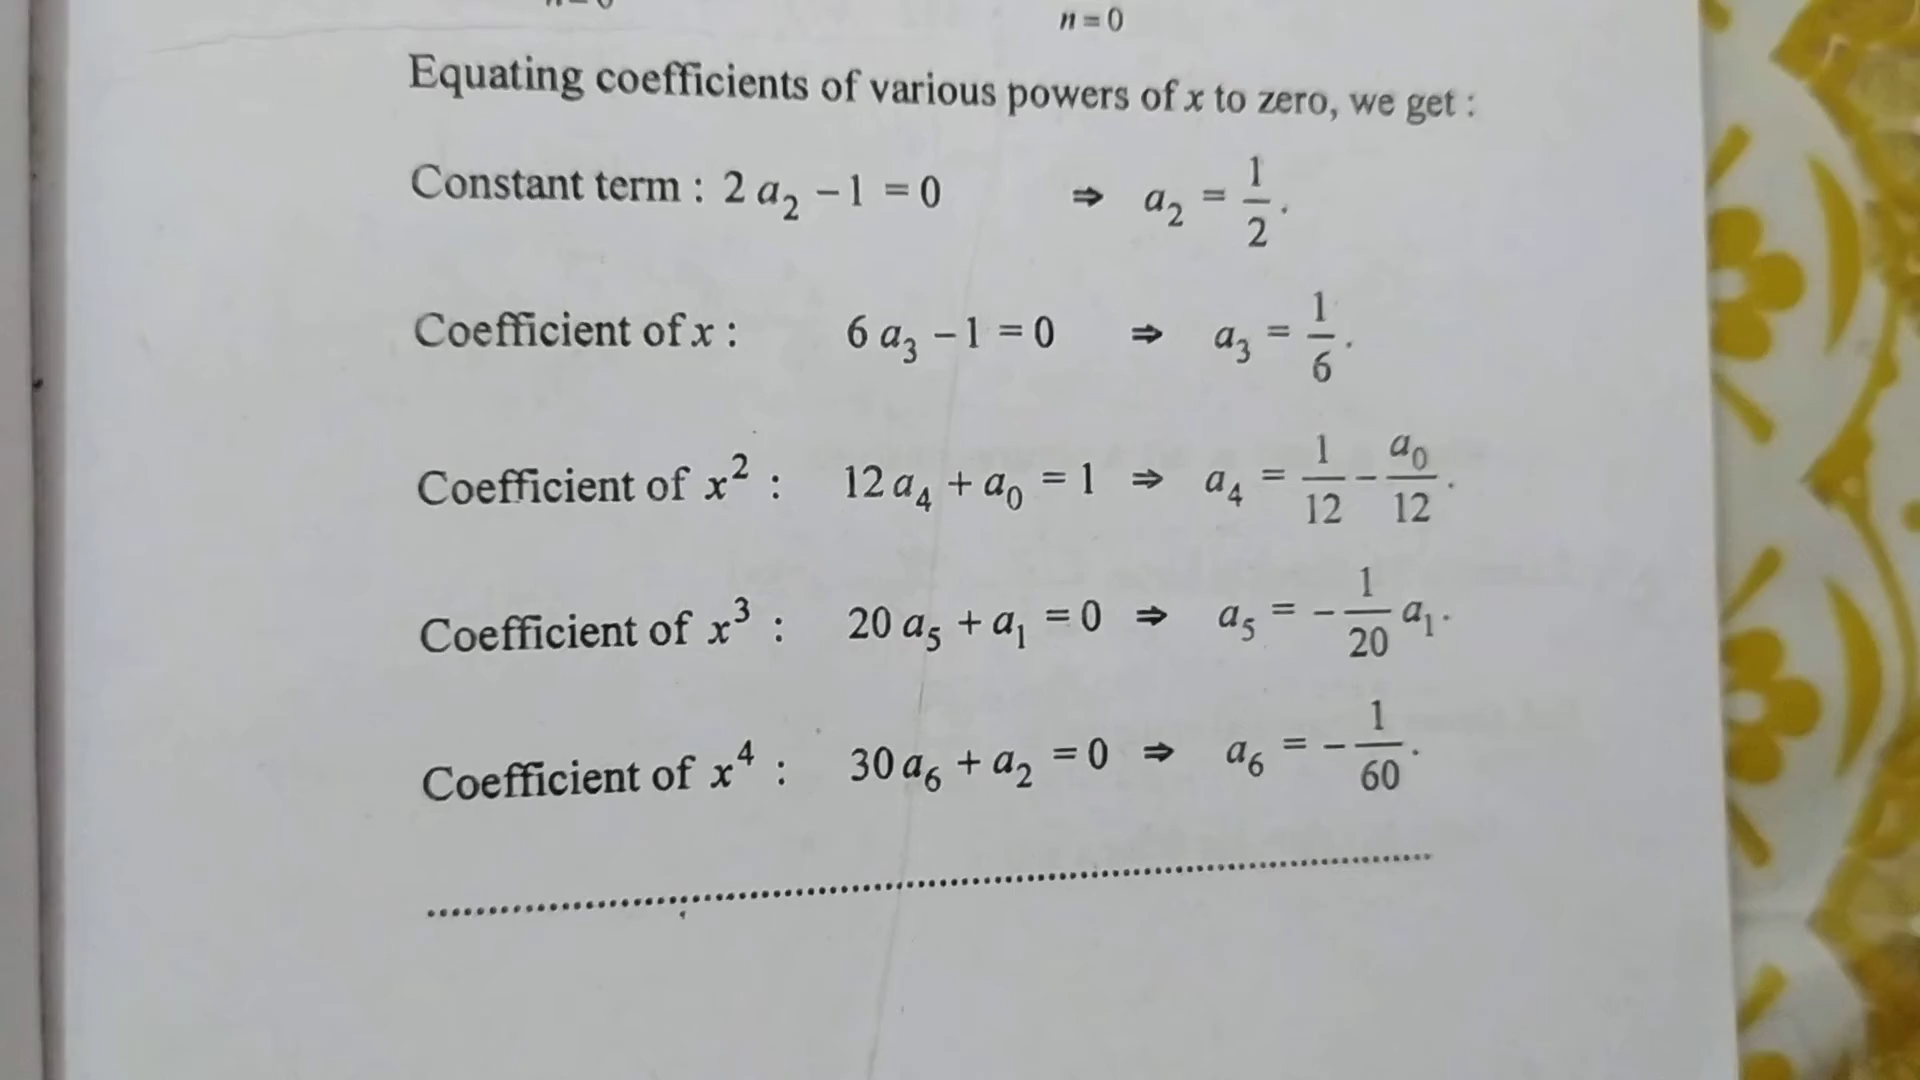 n = 0
Equating coefficients of various powers of x to zero, we get :
Constant term : 2 a₂ − 1 = 0 ⇒ a₂ = 1/2.
Coefficient of x : 6 a₃ − 1 = 0 ⇒ a₃ = 1/6.
Coefficient of x² : 12 a₄ + a₀ = 1 ⇒ a₄ = 1/12 − a₀/12.
Coefficient of x³ : 20 a₅ + a₁ = 0 ⇒ a₅ = − 1/20 a₁.
Coefficient of x⁴ : 30 a₆ + a₂ = 0 ⇒ a₆ = − 1/60.